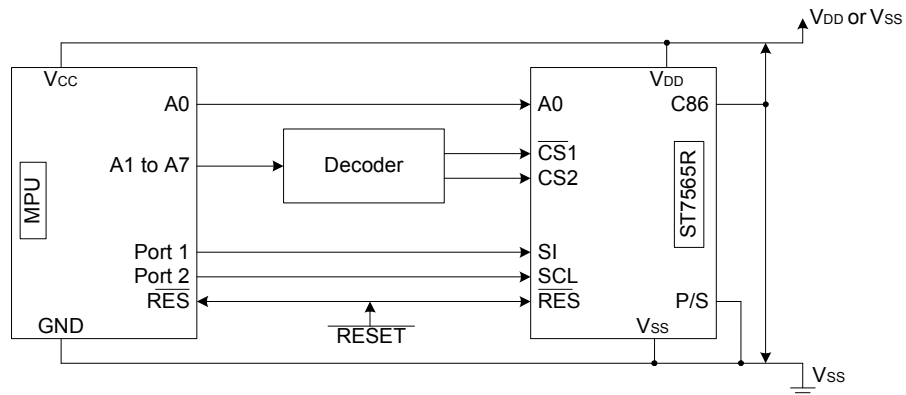 VDD or VSS
VCC
VDD
A0
A0
C86
A1 to A7
Decoder
CS1
CS2
MPU
ST7565R
Port 1
SI
Port 2
SCL
RES
RES
P/S
GND
RESET
VSS
VSS